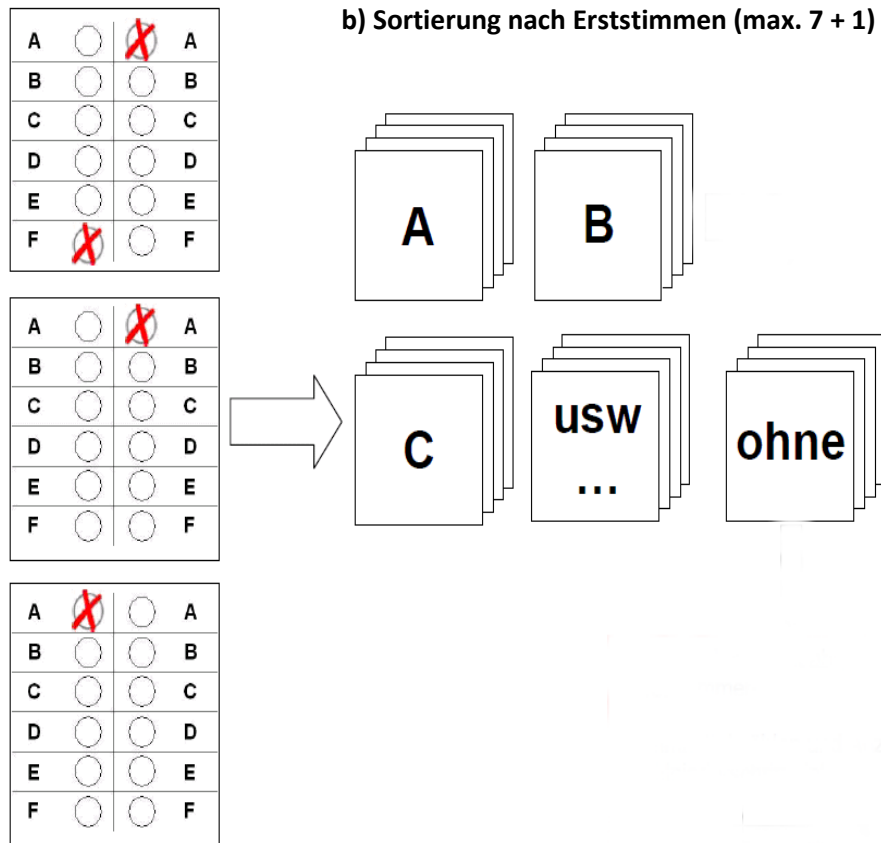 b) Sortierung nach Erststimmen (max. 7 + 1)
A A
B B
C C
D D
E E
F F
A A
B B
C C
D D
E E
F F
A A
B B
C C
D D
E E
F F
A
B
C
usw
...
ohne